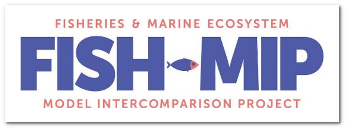 FISHERIES & MARINE ECOSYSTEM
FISH-MIP
MODEL INTERCOMPARISON PROJECT